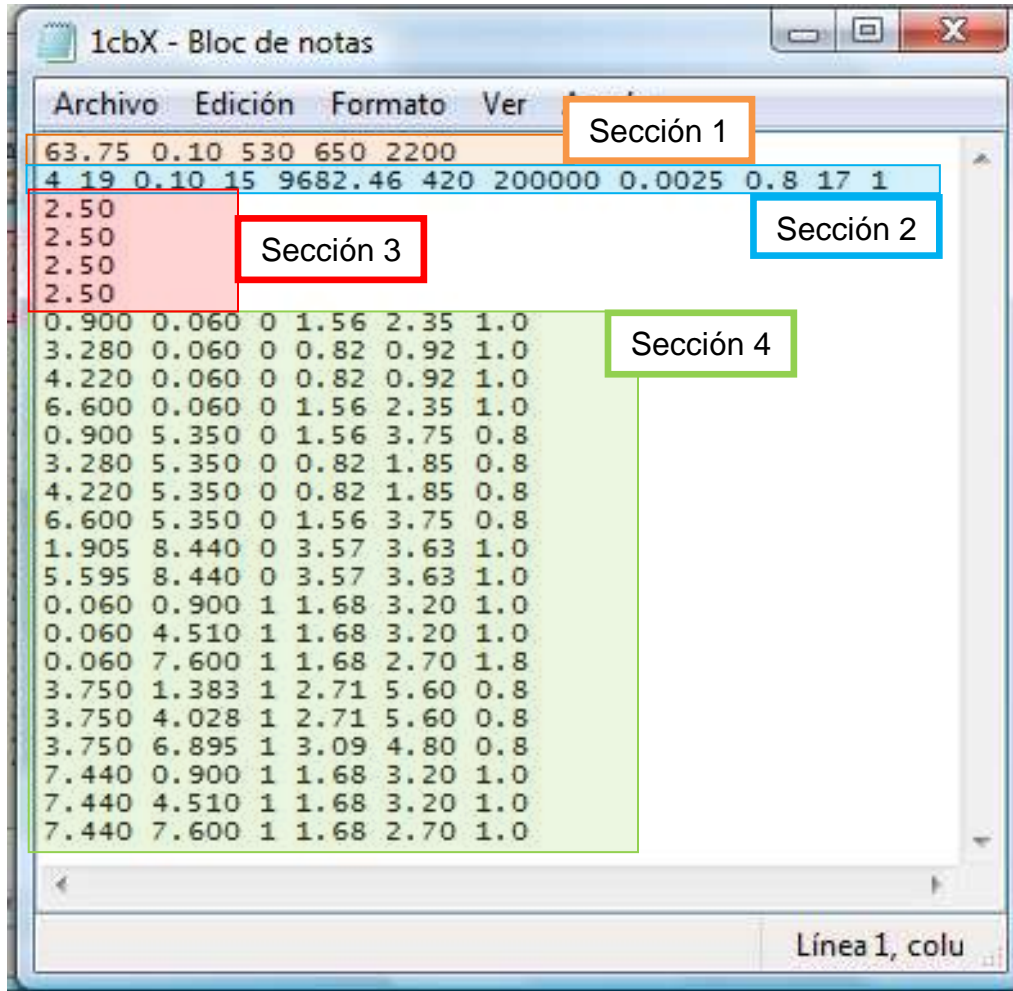 1cbX - Bloc de notas
Archivo Edición Formato Ver
Sección 1
63.75 0.10 530 650 2200
4 19 0.10 15 9682.46 420 200000 0.0025 0.8 17 1
Sección 2
2.50
2.50
Sección 3
2.50
2.50
0.900 0.060 0 1.56 2.35 1.0
Sección 4
3.280 0.060 0 0.82 0.92 1.0
4.220 0.060 0 0.82 0.92 1.0
6.600 0.060 0 1.56 2.35 1.0
0.900 5.350 0 1.56 3.75 0.8
3.280 5.350 0 0.82 1.85 0.8
4.220 5.350 0 0.82 1.85 0.8
6.600 5.350 0 1.56 3.75 0.8
1.905 8.440 0 3.57 3.63 1.0
5.595 8.440 0 3.57 3.63 1.0
0.060 0.900 1 1.68 3.20 1.0
0.060 4.510 1 1.68 3.20 1.0
0.060 7.600 1 1.68 2.70 1.8
3.750 1.383 1 2.71 5.60 0.8
3.750 4.028 1 2.71 5.60 0.8
3.750 6.895 1 3.09 4.80 0.8
7.440 0.900 1 1.68 3.20 1.0
7.440 4.510 1 1.68 3.20 1.0
7.440 7.600 1 1.68 2.70 1.0
Línea 1, colu